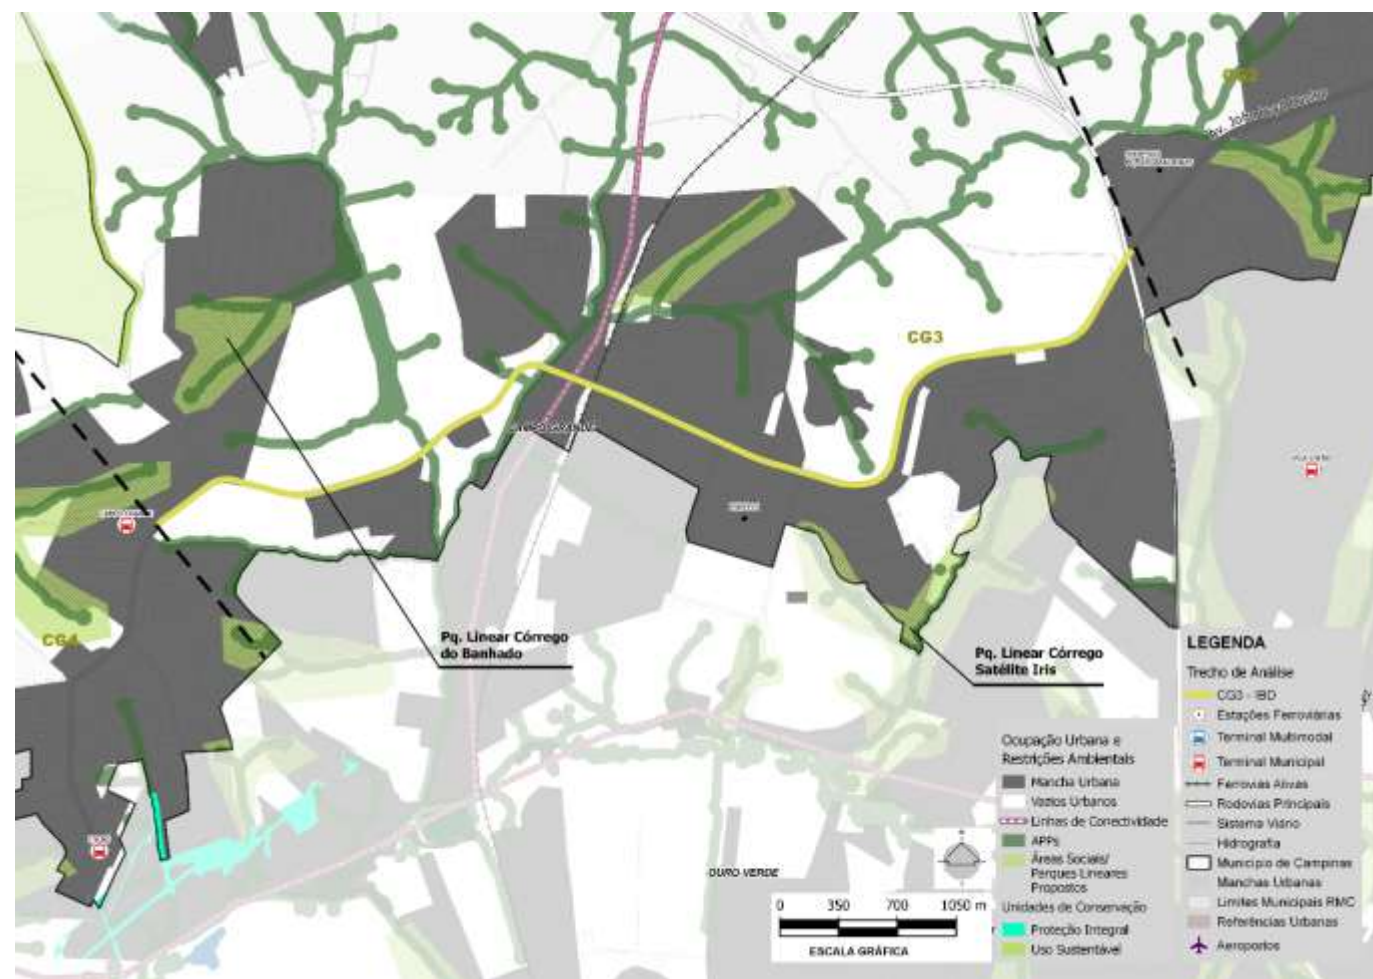 CG2
CG3
CG4
Pq. Linear Córrego
do Banhado
Pq. Linear Córrego
Satélite Iris
OURO VERDE
0 350 700 1050 m
ESCALA GRÁFICA
Ocupação Urbana e
Restrições Ambientais
Mancha Urbana
Vazios Urbanos
Linhas de Conectividade
APPs
Áreas Sociais/
Parques Lineares
Propostos
Unidades de Conservação
Proteção Integral
Uso Sustentável
LEGENDA
Trecho de Análise
CG3 - IBD
Estações Ferroviárias
Terminal Multimodal
Terminal Municipal
Ferrovias Ativas
Rodovias Principais
Sistema Viário
Hidrografia
Municipio de Campinas
Manchas Urbanas
Limites Municipais RMC
Referências Urbanas
Aeroportos